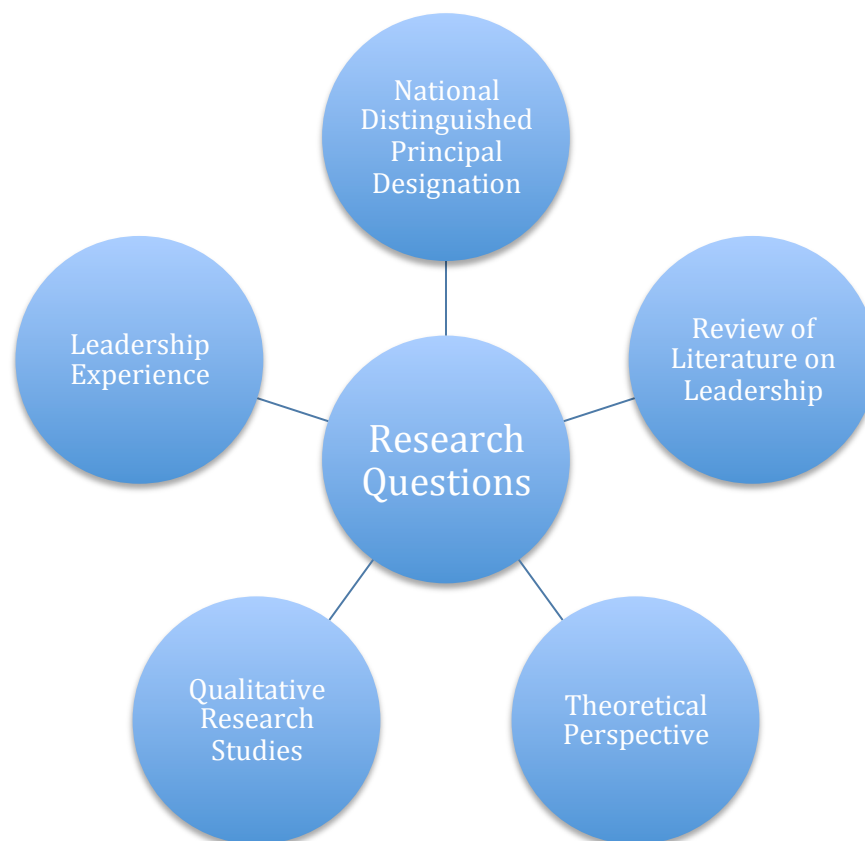 National
Distinguished
Principal
Designation
Leadership
Experience
Review of
Literature on
Leadership
Research
Questions
Qualitative
Research
Studies
Theoretical
Perspective